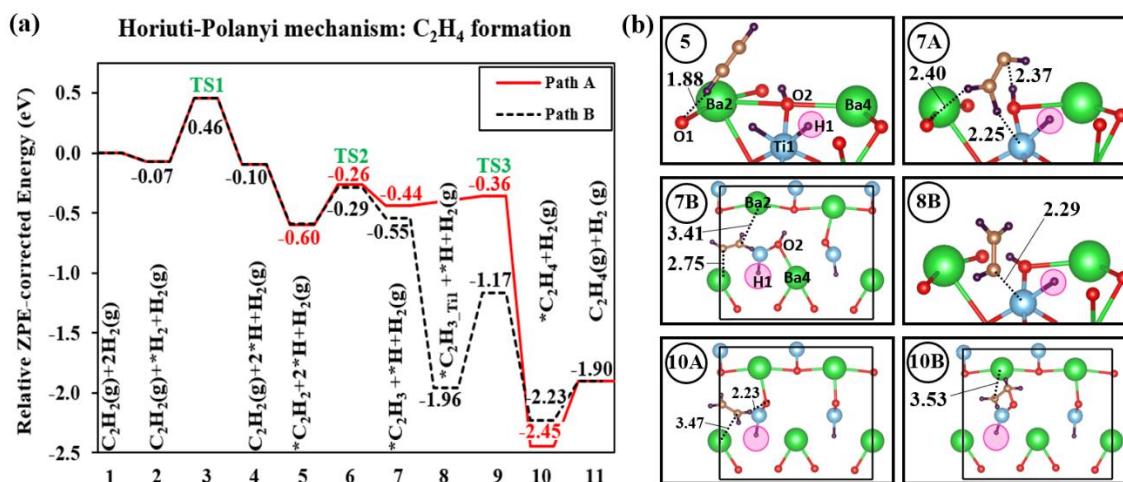 (a)
Horiuti-Polanyi mechanism: C₂H₄ formation
Relative ZPE-corrected Energy (eV)
0.5
0.0
-0.5
-1.0
-1.5
-2.0
-2.5
Path A
Path B
TS1
0.46
-0.07
-0.10
-0.60
TS2
-0.26
-0.29
-0.44
-0.55
TS3
-0.36
-1.17
-1.96
-2.23
-2.45
-1.90
C₂H₂(g)+2H₂(g)
C₂H₂(g)+*H₂+H₂(g)
C₂H₂(g)+2*H+H₂(g)
*C₂H₂+2*H+H₂(g)
*C₂H₃+*H+H₂(g)
*C₂H₃_Ti1+*H+H₂(g)
*C₂H₄+H₂(g)
C₂H₄(g)+H₂(g)
1 2 3 4 5 6 7 8 9 10 11
(b)
5
1.88
Ba2
O2
Ba4
O1
H1
Ti1
7A
2.40
2.37
2.25
7B
Ba2
3.41
O2
2.75
H1
Ba4
8B
2.29
10A
2.23
3.47
10B
3.53